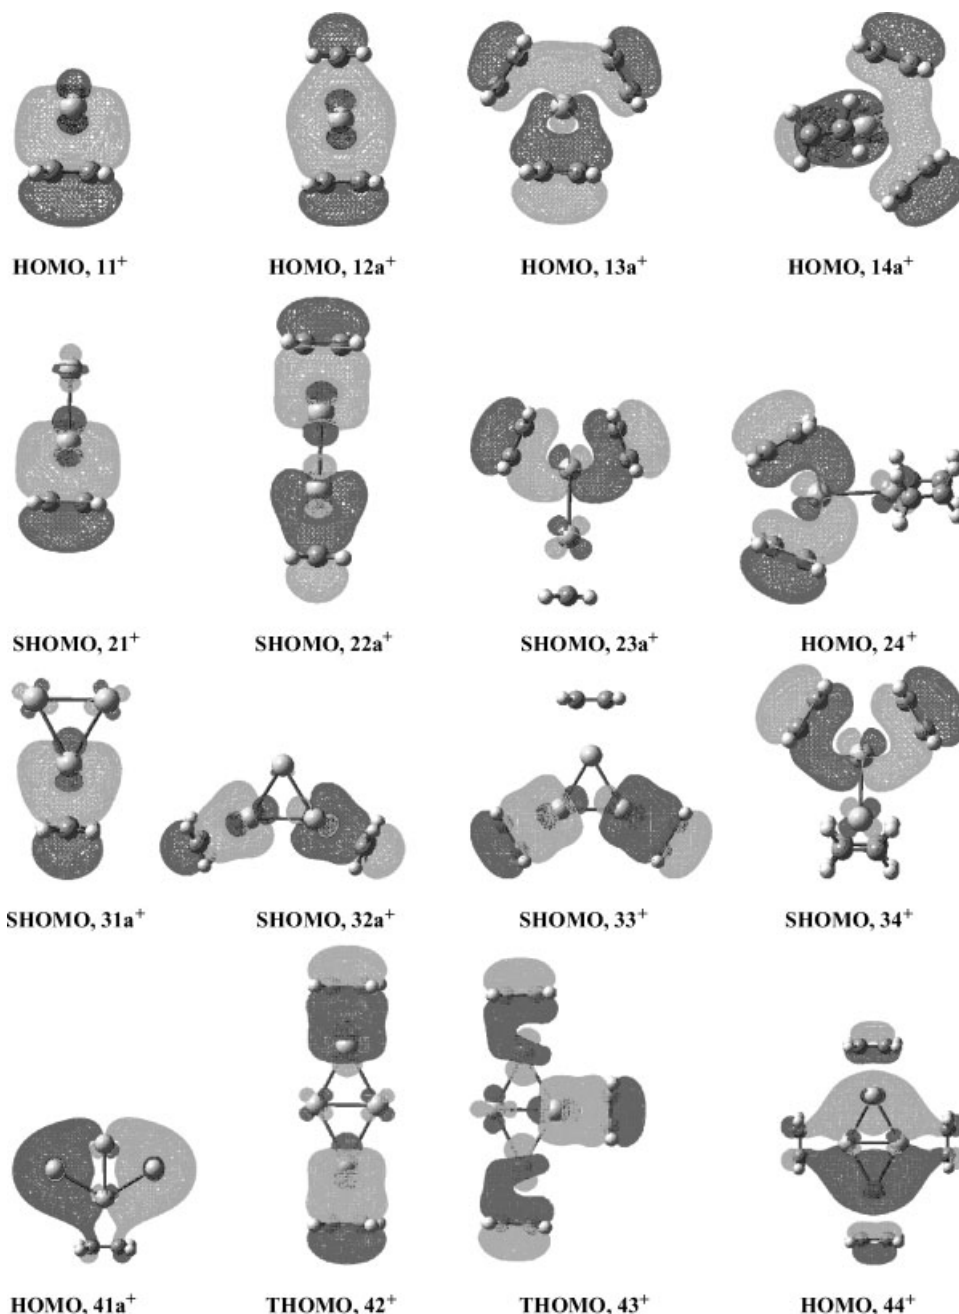 HOMO, 11⁺ HOMO, 12a⁺ HOMO, 13a⁺ HOMO, 14a⁺
SHOMO, 21⁺ SHOMO, 22a⁺ SHOMO, 23a⁺ HOMO, 24⁺
SHOMO, 31a⁺ SHOMO, 32a⁺ SHOMO, 33⁺ SHOMO, 34⁺
HOMO, 41a⁺ THOMO, 42⁺ THOMO, 43⁺ HOMO, 44⁺